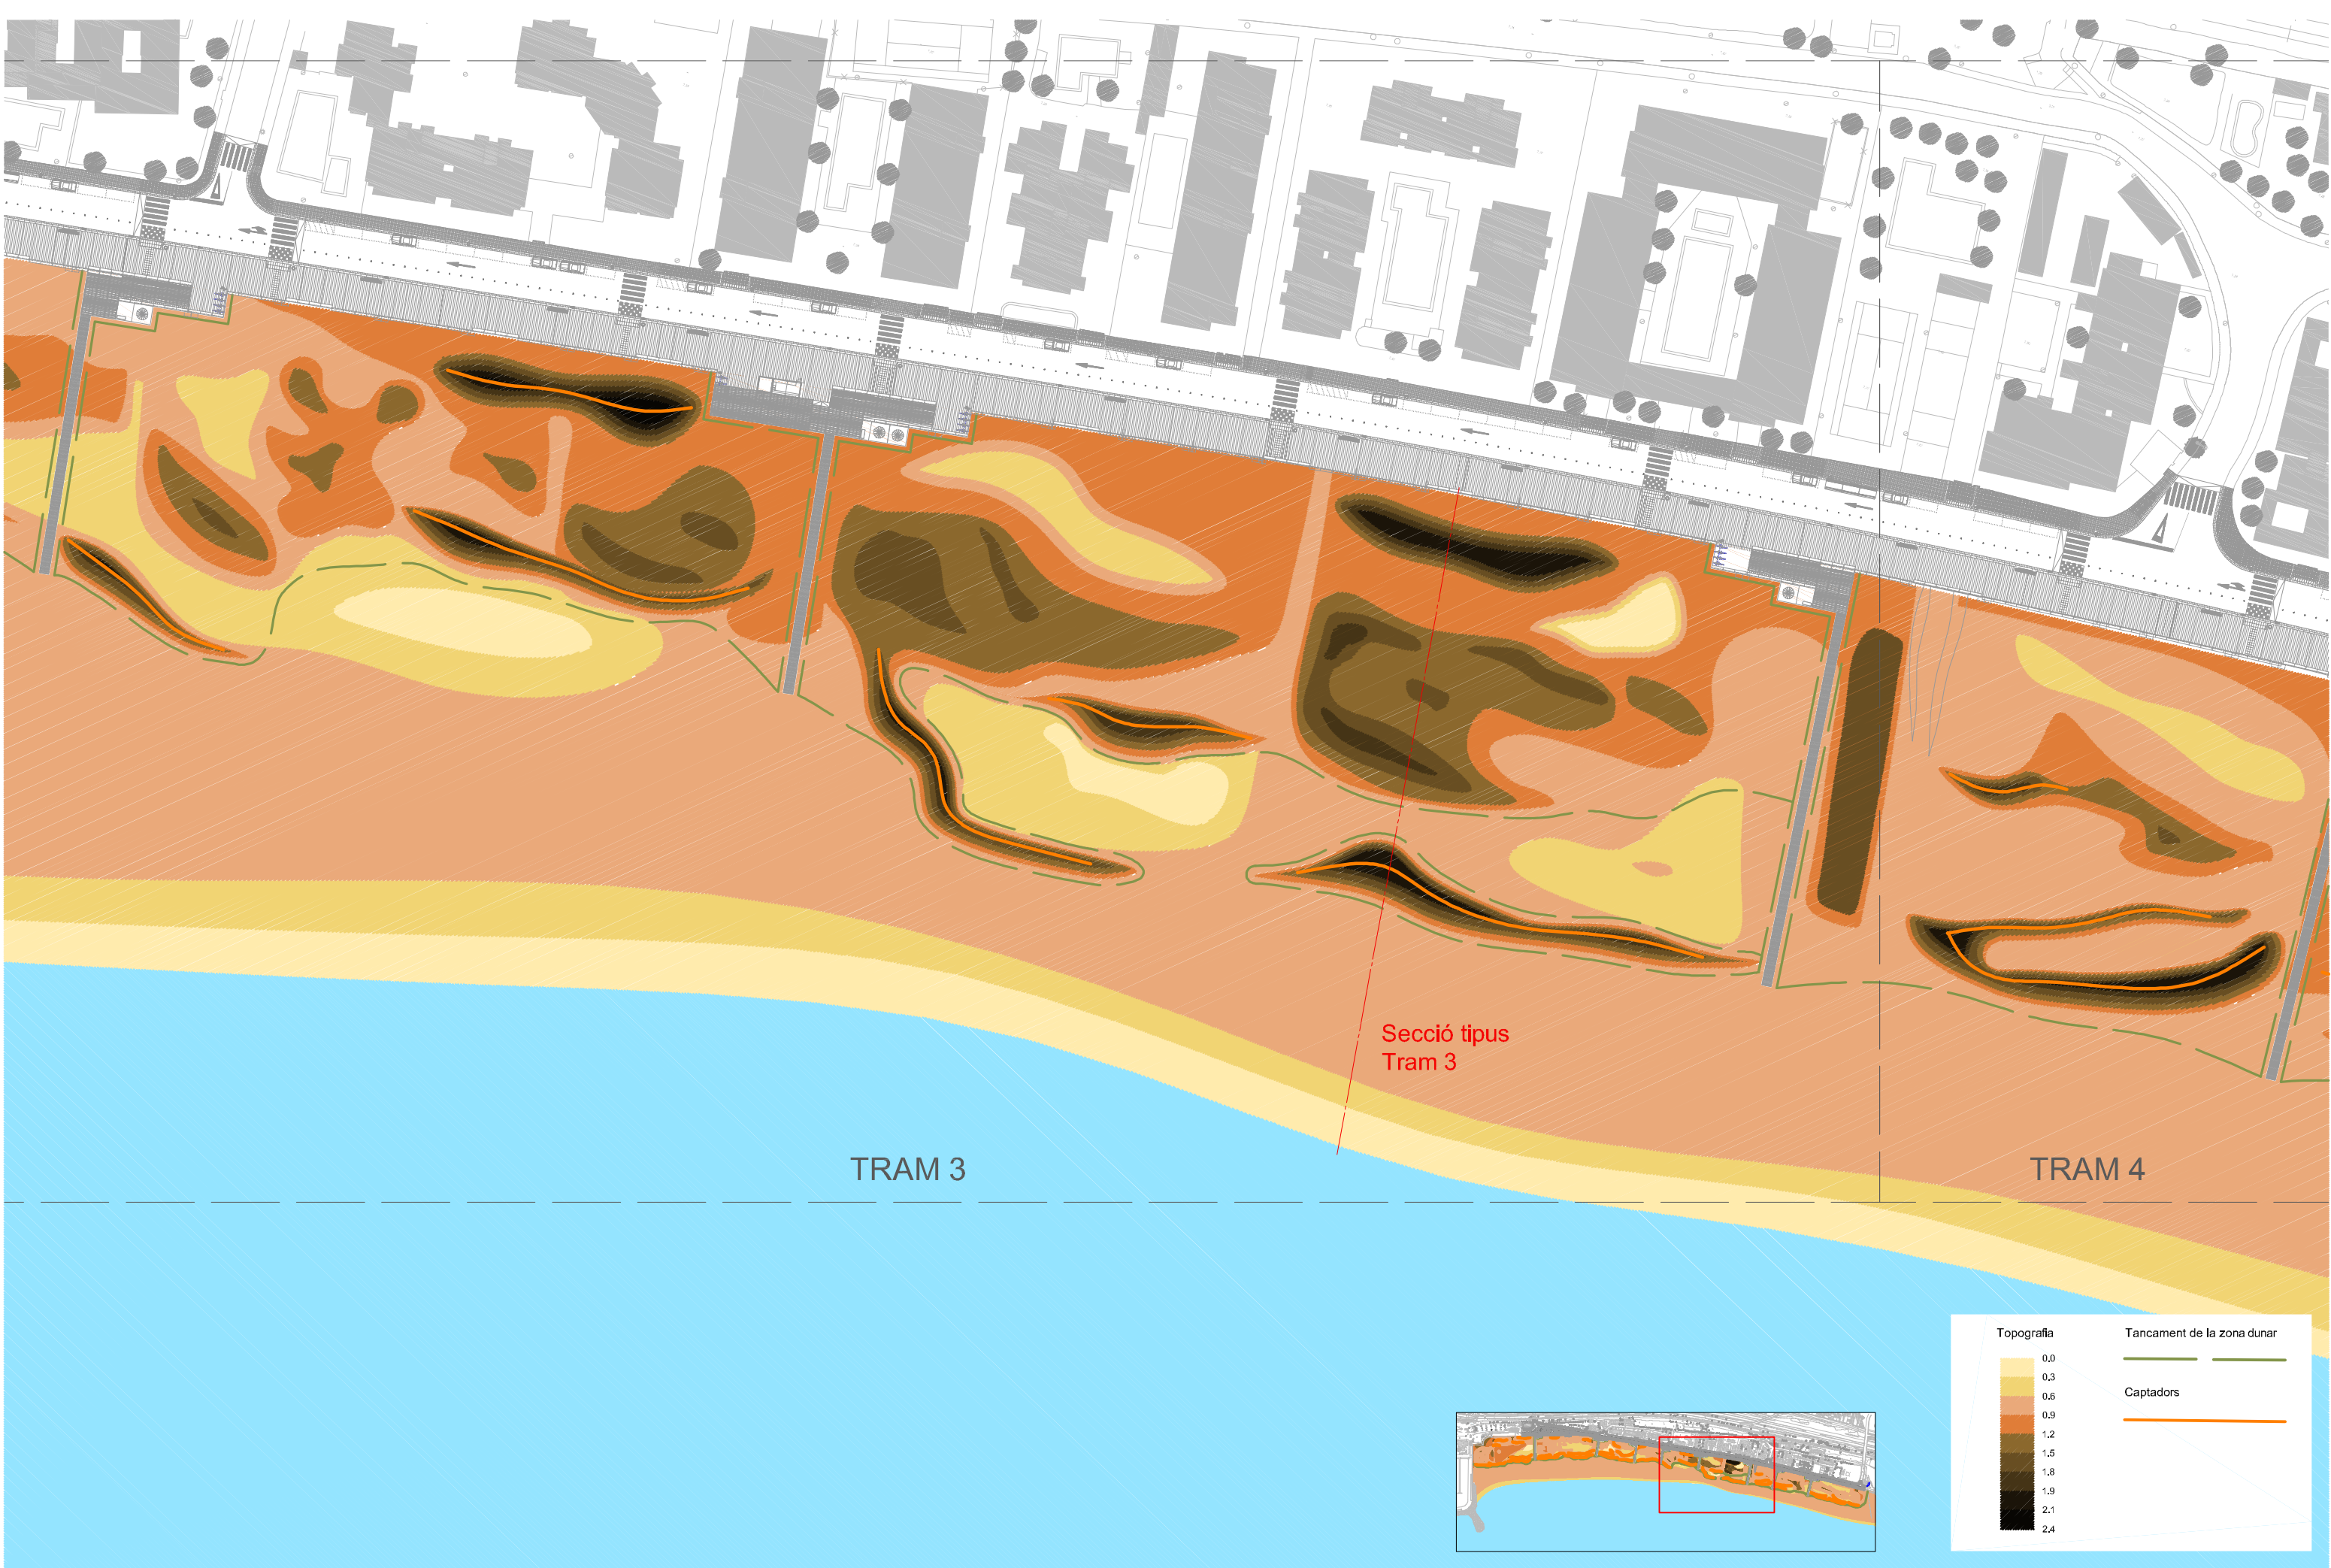 Secció tipus
Tram 3
TRAM 3
TRAM 4
Topografia
0.0
0.3
0.6
0.9
1.2
1.5
1.8
1.9
2.1
2.4
Tancament de la zona dunar
Captadors